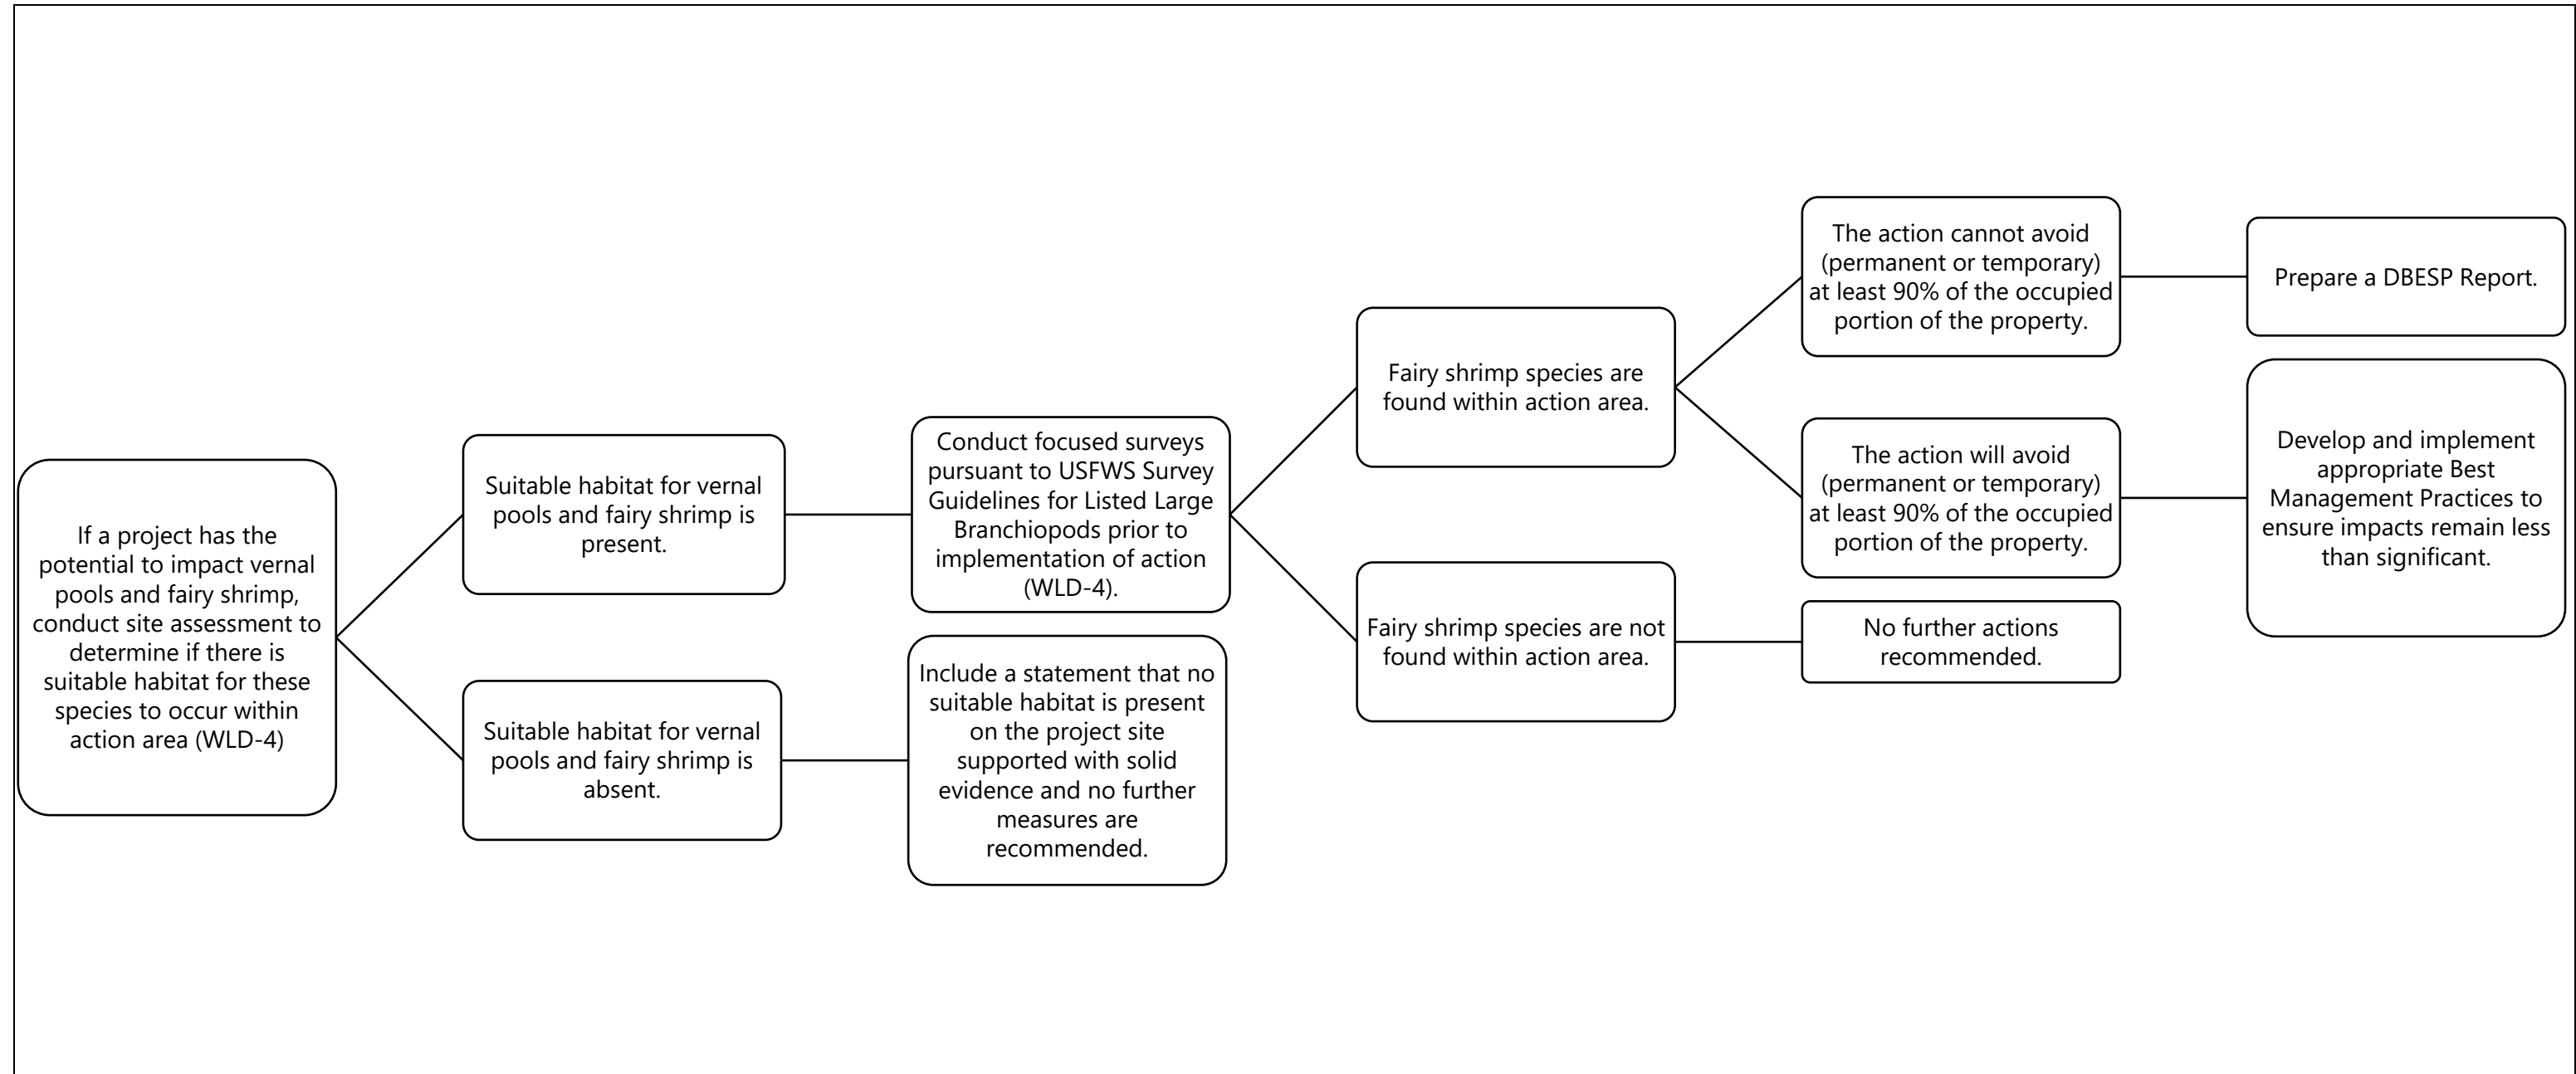 If a project has the
potential to impact vernal
pools and fairy shrimp,
conduct site assessment to
determine if there is
suitable habitat for these
species to occur within
action area (WLD-4)
Suitable habitat for vernal
pools and fairy shrimp is
present.
Suitable habitat for vernal
pools and fairy shrimp is
absent.
Conduct focused surveys
pursuant to USFWS Survey
Guidelines for Listed Large
Branchiopods prior to
implementation of action
(WLD-4).
Include a statement that no
suitable habitat is present
on the project site
supported with solid
evidence and no further
measures are
recommended.
Fairy shrimp species are
found within action area.
Fairy shrimp species are not
found within action area.
The action cannot avoid
(permanent or temporary)
at least 90% of the occupied
portion of the property.
The action will avoid
(permanent or temporary)
at least 90% of the occupied
portion of the property.
No further actions
recommended.
Prepare a DBESP Report.
Develop and implement
appropriate Best
Management Practices to
ensure impacts remain less
than significant.